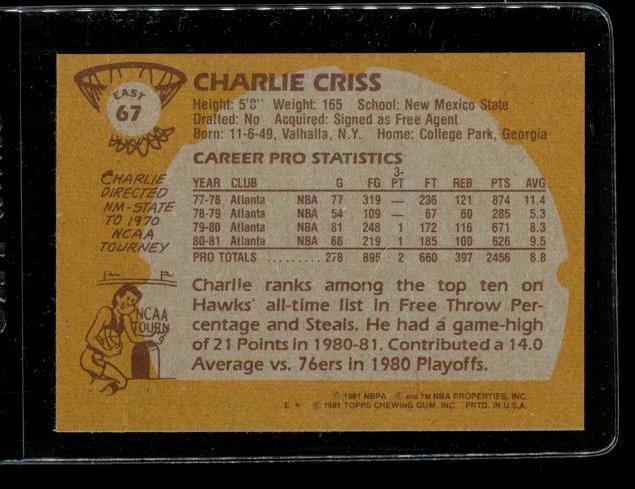 EAST
67
CHARLIE CRISS
Height: 5'8" Weight: 165 School: New Mexico State
Drafted: No Acquired: Signed as Free Agent
Born: 11-6-49, Valhalla, N.Y. Home: College Park, Georgia
CHARLIE
DIRECTED
NM-STATE
TO 1970
NCAA
TOURNEY
CAREER PRO STATISTICS
YEAR CLUB G FG 3-PT FT REB PTS AVG
77-78 Atlanta NBA 77 319 — 236 121 874 11.4
78-79 Atlanta NBA 54 109 — 67 60 285 5.3
79-80 Atlanta NBA 81 248 1 172 116 671 8.3
80-81 Atlanta NBA 66 219 1 185 100 626 9.5
PRO TOTALS ......... 278 895 2 660 397 2456 8.8
NCAA
TOURN
Charlie ranks among the top ten on
Hawks' all-time list in Free Throw Per-
centage and Steals. He had a game-high
of 21 Points in 1980-81. Contributed a 14.0
Average vs. 76ers in 1980 Playoffs.
© 1981 NBPA © and TM NBA PROPERTIES, INC.
E * © 1981 TOPPS CHEWING GUM, INC. PRTD. IN U.S.A.